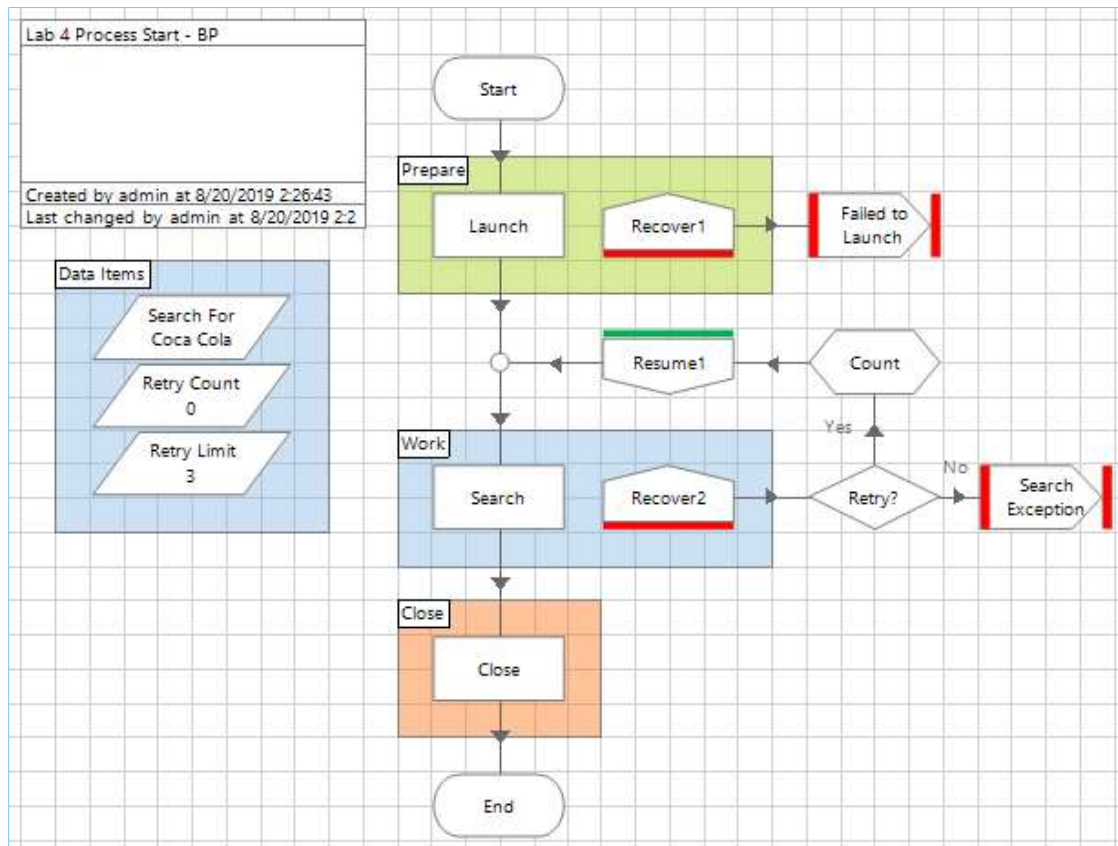 Lab 4 Process Start - BP
Created by admin at 8/20/2019 2:26:43
Last changed by admin at 8/20/2019 2:2
Start
Prepare
Launch
Recover1
Failed to
Launch
Data Items
Search For
Coca Cola
Retry Count
0
Retry Limit
3
Resume1
Count
Yes
Work
Search
Recover2
Retry?
No
Search
Exception
Close
Close
End